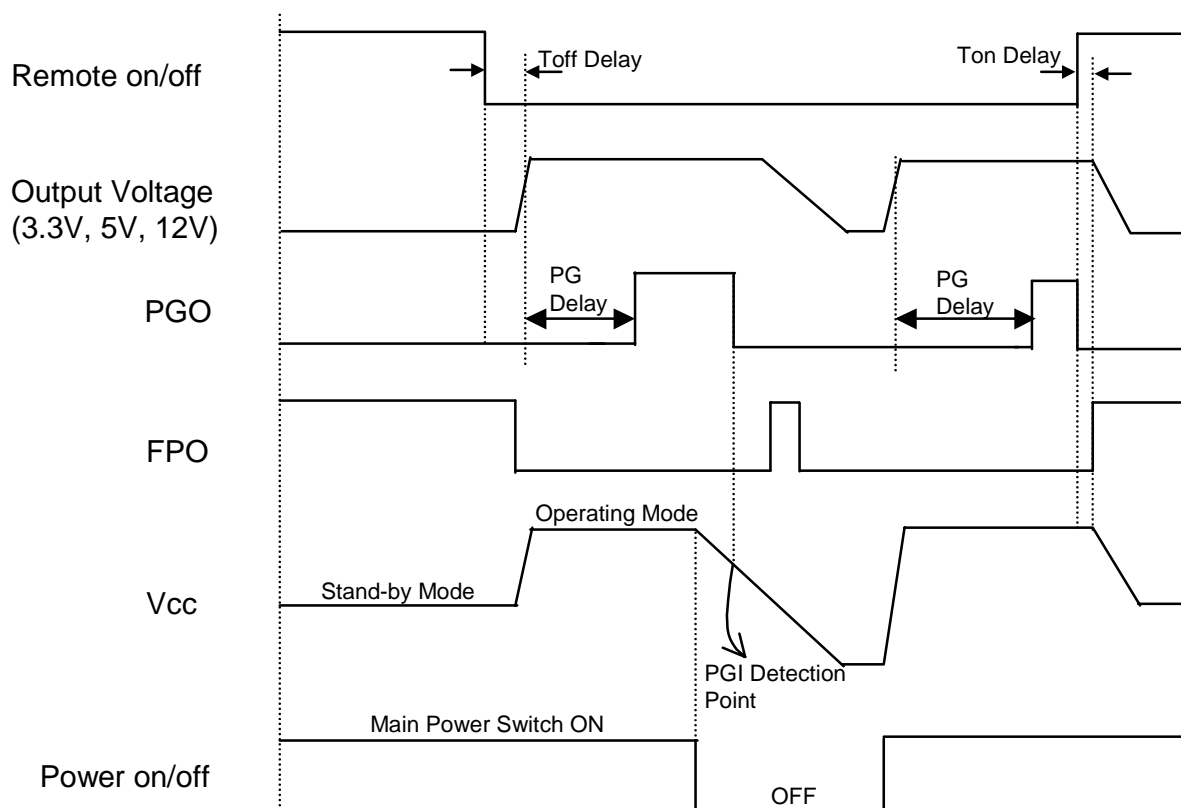 Toff Delay
Ton Delay
Remote on/off
Output Voltage
(3.3V, 5V, 12V)
PG
Delay
PG
Delay
PGO
FPO
Operating Mode
Stand-by Mode
Vcc
PGI Detection
Point
Main Power Switch ON
Power on/off
OFF